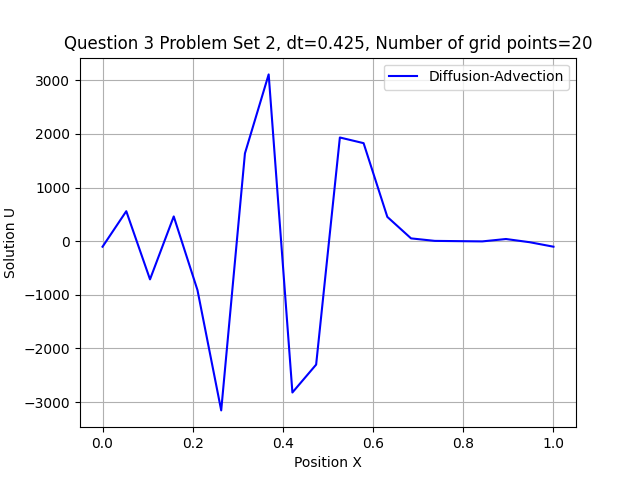 Question 3 Problem Set 2, dt=0.425, Number of grid points=20
Diffusion-Advection
3000
2000
1000
0
−1000
−2000
−3000
Solution U
0.0 0.2 0.4 0.6 0.8 1.0
Position X